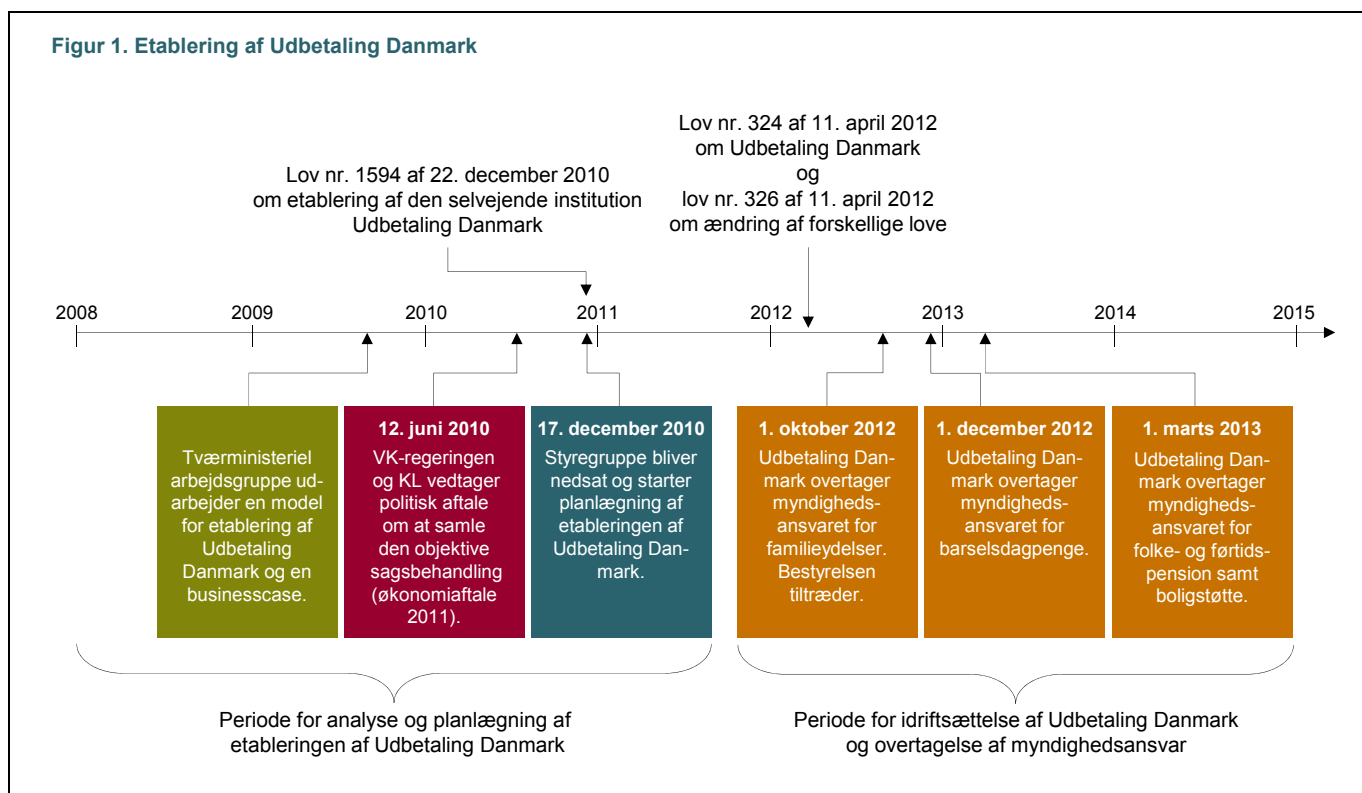 Figur 1. Etablering af Udbetaling Danmark
Lov nr. 1594 af 22. december 2010
om etablering af den selvejende institution
Udbetaling Danmark
Lov nr. 324 af 11. april 2012
om Udbetaling Danmark
og
lov nr. 326 af 11. april 2012
om ændring af forskellige love
2008
2009
2010
2011
2012
2013
2014
2015
Tværministeriel
arbejdsgruppe ud-
arbejder en model
for etablering af
Udbetaling
Danmark og en
businesscase.
12. juni 2010
VK-regeringen
og KL vedtager
politisk aftale
om at samle
den objektive
sagsbehandling
(økonomiaftale
2011).
17. december 2010
Styregruppe bliver
nedsat og starter
planlægning af
etableringen af
Udbetaling Dan-
mark.
1. oktober 2012
Udbetaling Dan-
mark overtager
myndigheds-
ansvaret for
familieydelser.
Bestyrelsen
tiltræder.
1. december 2012
Udbetaling Dan-
mark overtager
myndigheds-
ansvaret for
barselsdagpenge.
1. marts 2013
Udbetaling Dan-
mark overtager
myndigheds-
ansvaret for
folke- og førtids-
pension samt
boligstøtte.
Periode for analyse og planlægning af
etableringen af Udbetaling Danmark
Periode for idriftsættelse af Udbetaling Danmark
og overtagelse af myndighedsansvar